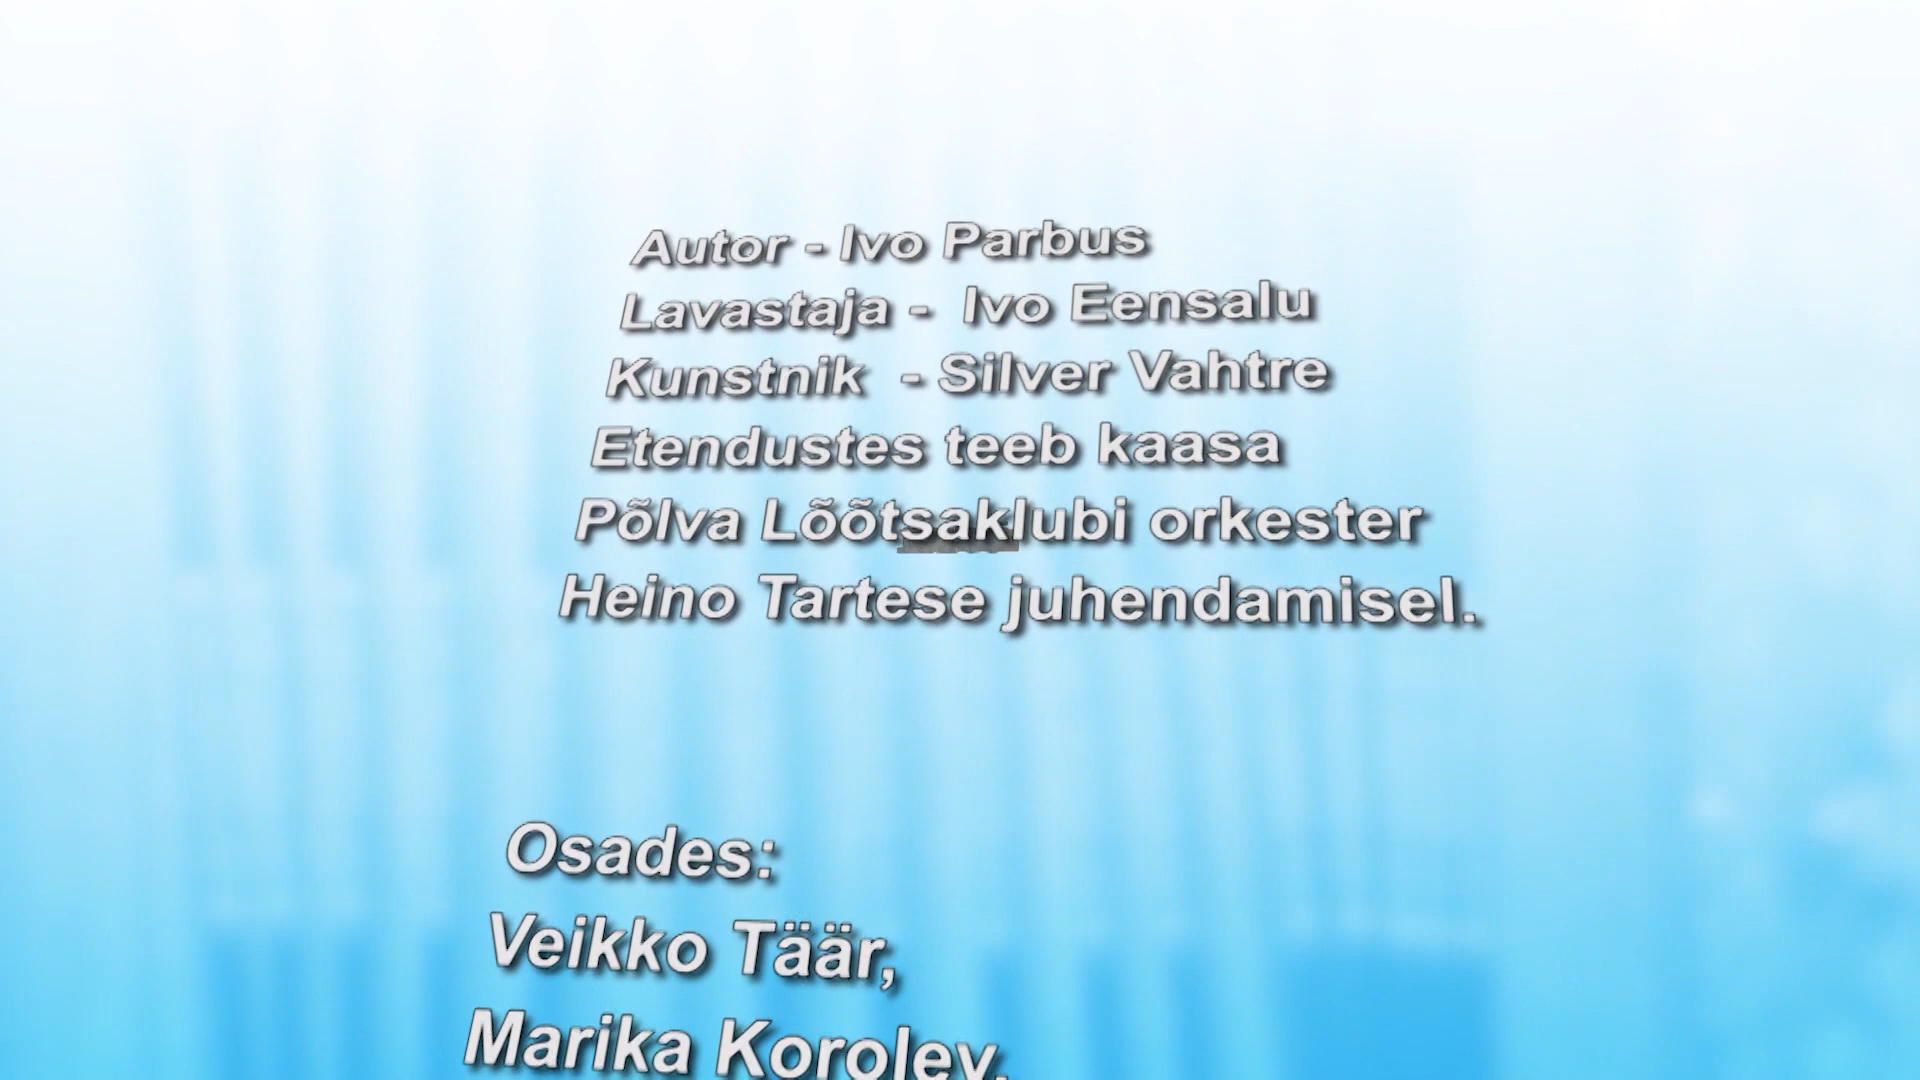 Autor - Ivo Parbus
Lavastaja - Ivo Eensalu
Kunstnik - Silver Vahtre
Etendustes teeb kaasa
Põlva Lõõtsaklubi orkester
Heino Tartese juhendamisel.
Osades:
Veikko Täär,
Marika Korolev,